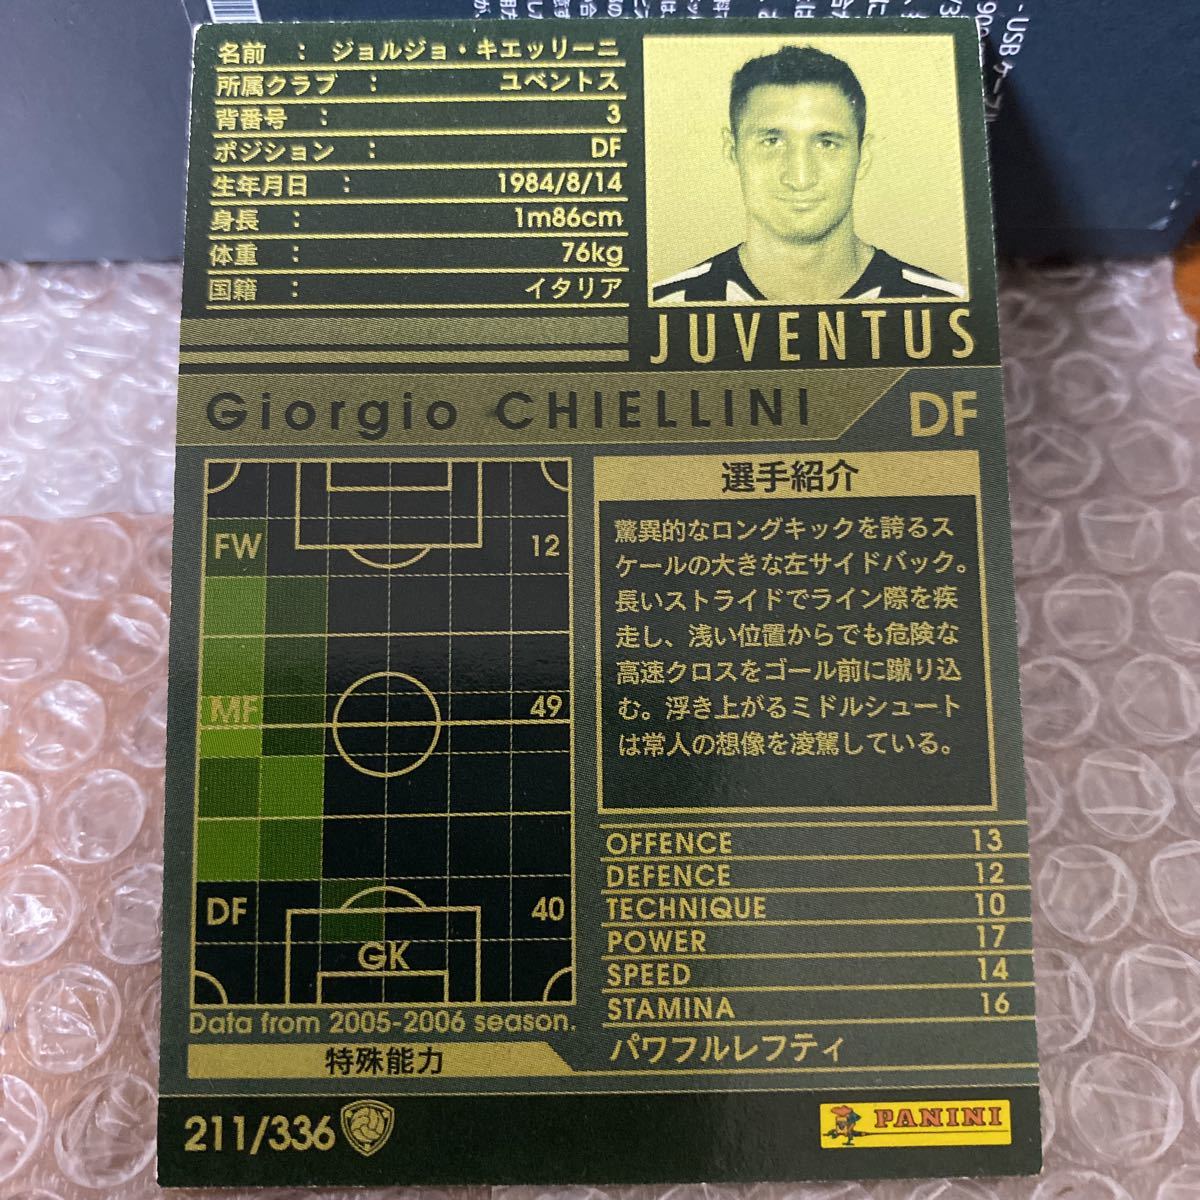 名前 : ジョルジョ・キエッリーニ
所属クラブ : ユベントス
背番号 : 3
ポジション : DF
生年月日 : 1984/8/14
身長 : 1m86cm
体重 : 76kg
国籍 : イタリア
JUVENTUS
Giorgio CHIELLINI DF
FW 12
MF 49
DF 40
GK
Data from 2005-2006 season.
選手紹介
驚異的なロングキックを誇るス
ケールの大きな左サイドバック。
長いストライドでライン際を疾
走し、浅い位置からでも危険な
高速クロスをゴール前に蹴り込
む。浮き上がるミドルシュート
は常人の想像を凌駕している。
OFFENCE 13
DEFENCE 12
TECHNIQUE 10
POWER 17
SPEED 14
STAMINA 16
特殊能力 パワフルレフティ
211/336
PANINI